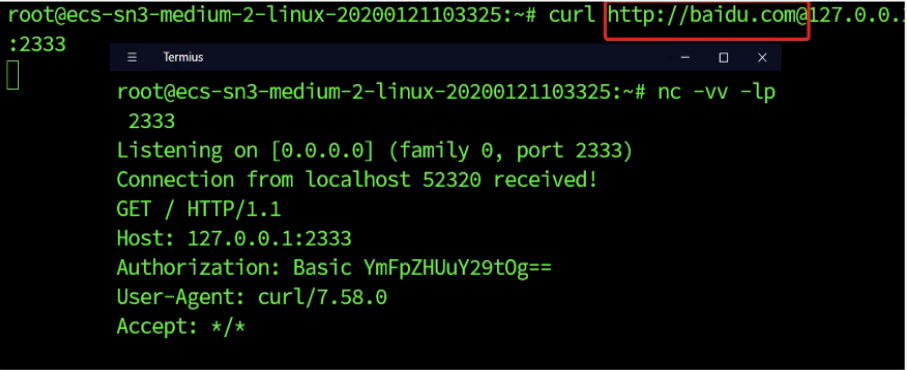 root@ecs-sn3-medium-2-linux-20200121103325:~# curl http://baidu.com@127.0.0.1
:2333
Termius
root@ecs-sn3-medium-2-linux-20200121103325:~# nc -vv -lp
2333
Listening on [0.0.0.0] (family 0, port 2333)
Connection from localhost 52320 received!
GET / HTTP/1.1
Host: 127.0.0.1:2333
Authorization: Basic YmFpZHUuY29tOg==
User-Agent: curl/7.58.0
Accept: */*